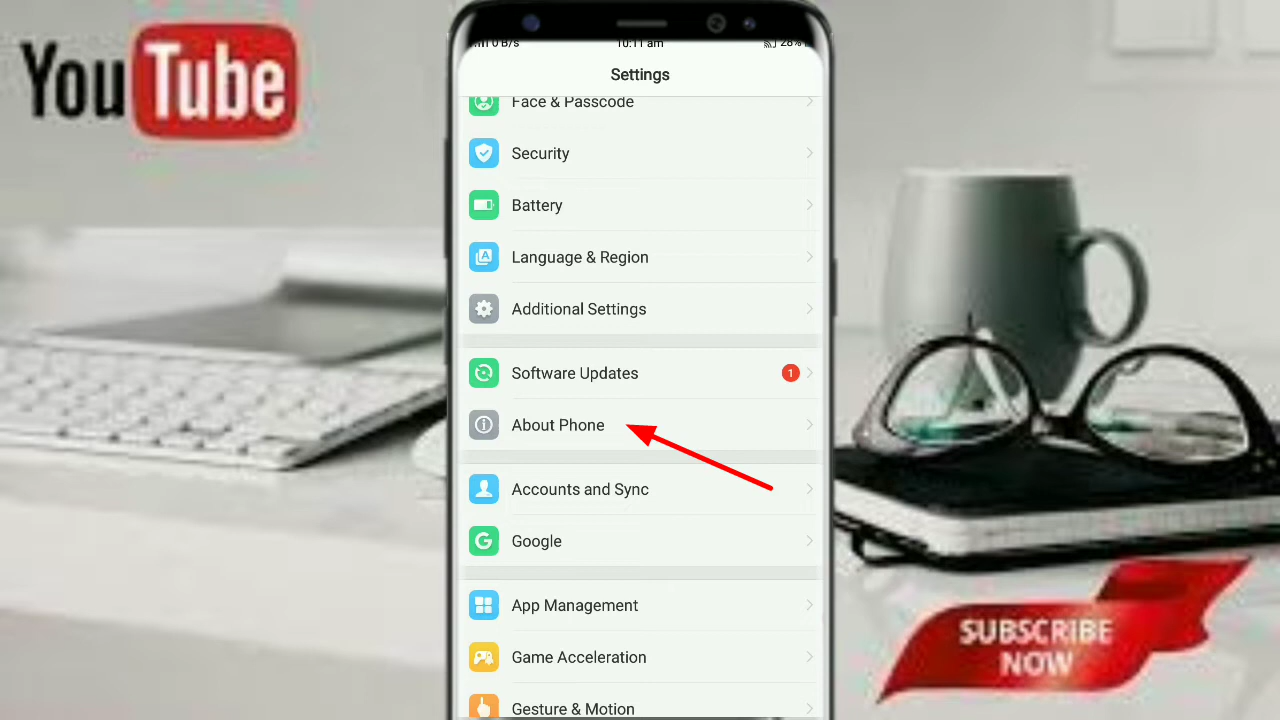 YouTube
0 B/s
10:11 am
28%
Settings
Face & Passcode
Security
Battery
Language & Region
Additional Settings
Software Updates
1
About Phone
Accounts and Sync
Google
App Management
Game Acceleration
Gesture & Motion
SUBSCRIBE
NOW